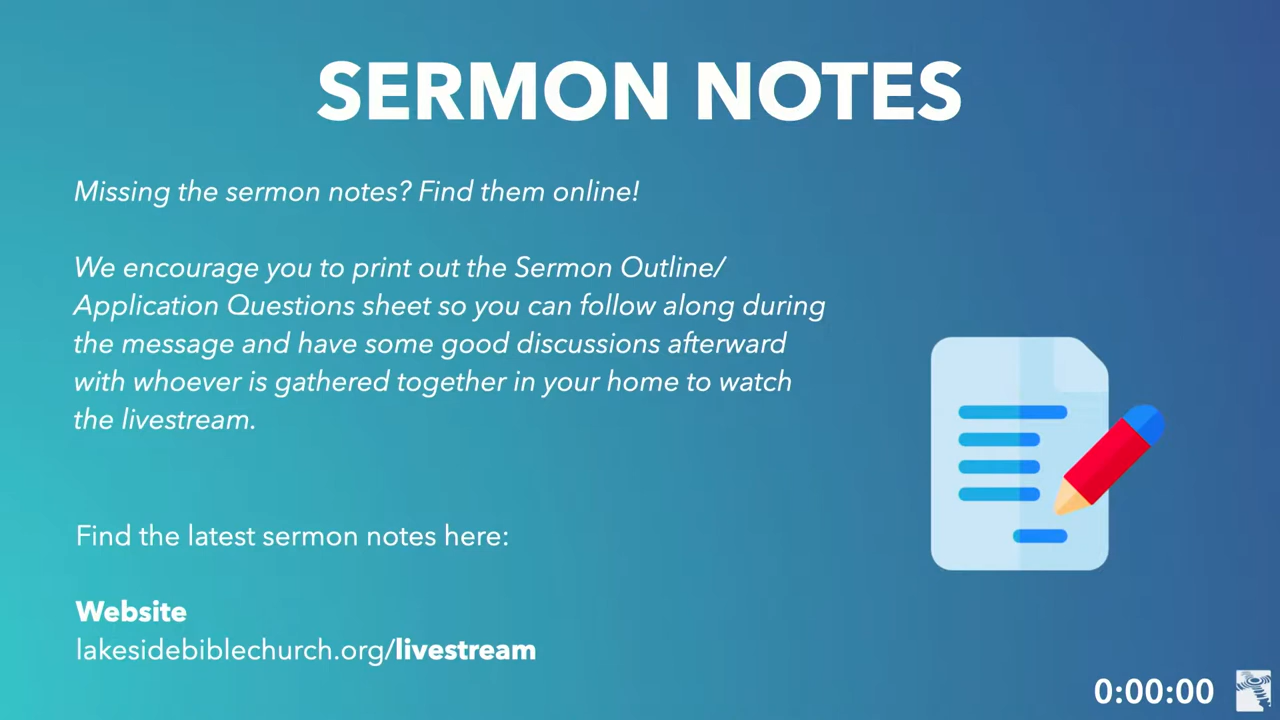 SERMON NOTES
Missing the sermon notes? Find them online!
We encourage you to print out the Sermon Outline/
Application Questions sheet so you can follow along during
the message and have some good discussions afterward
with whoever is gathered together in your home to watch
the livestream.
Find the latest sermon notes here:
Website
lakesidebiblechurch.org/livestream
0:00:00